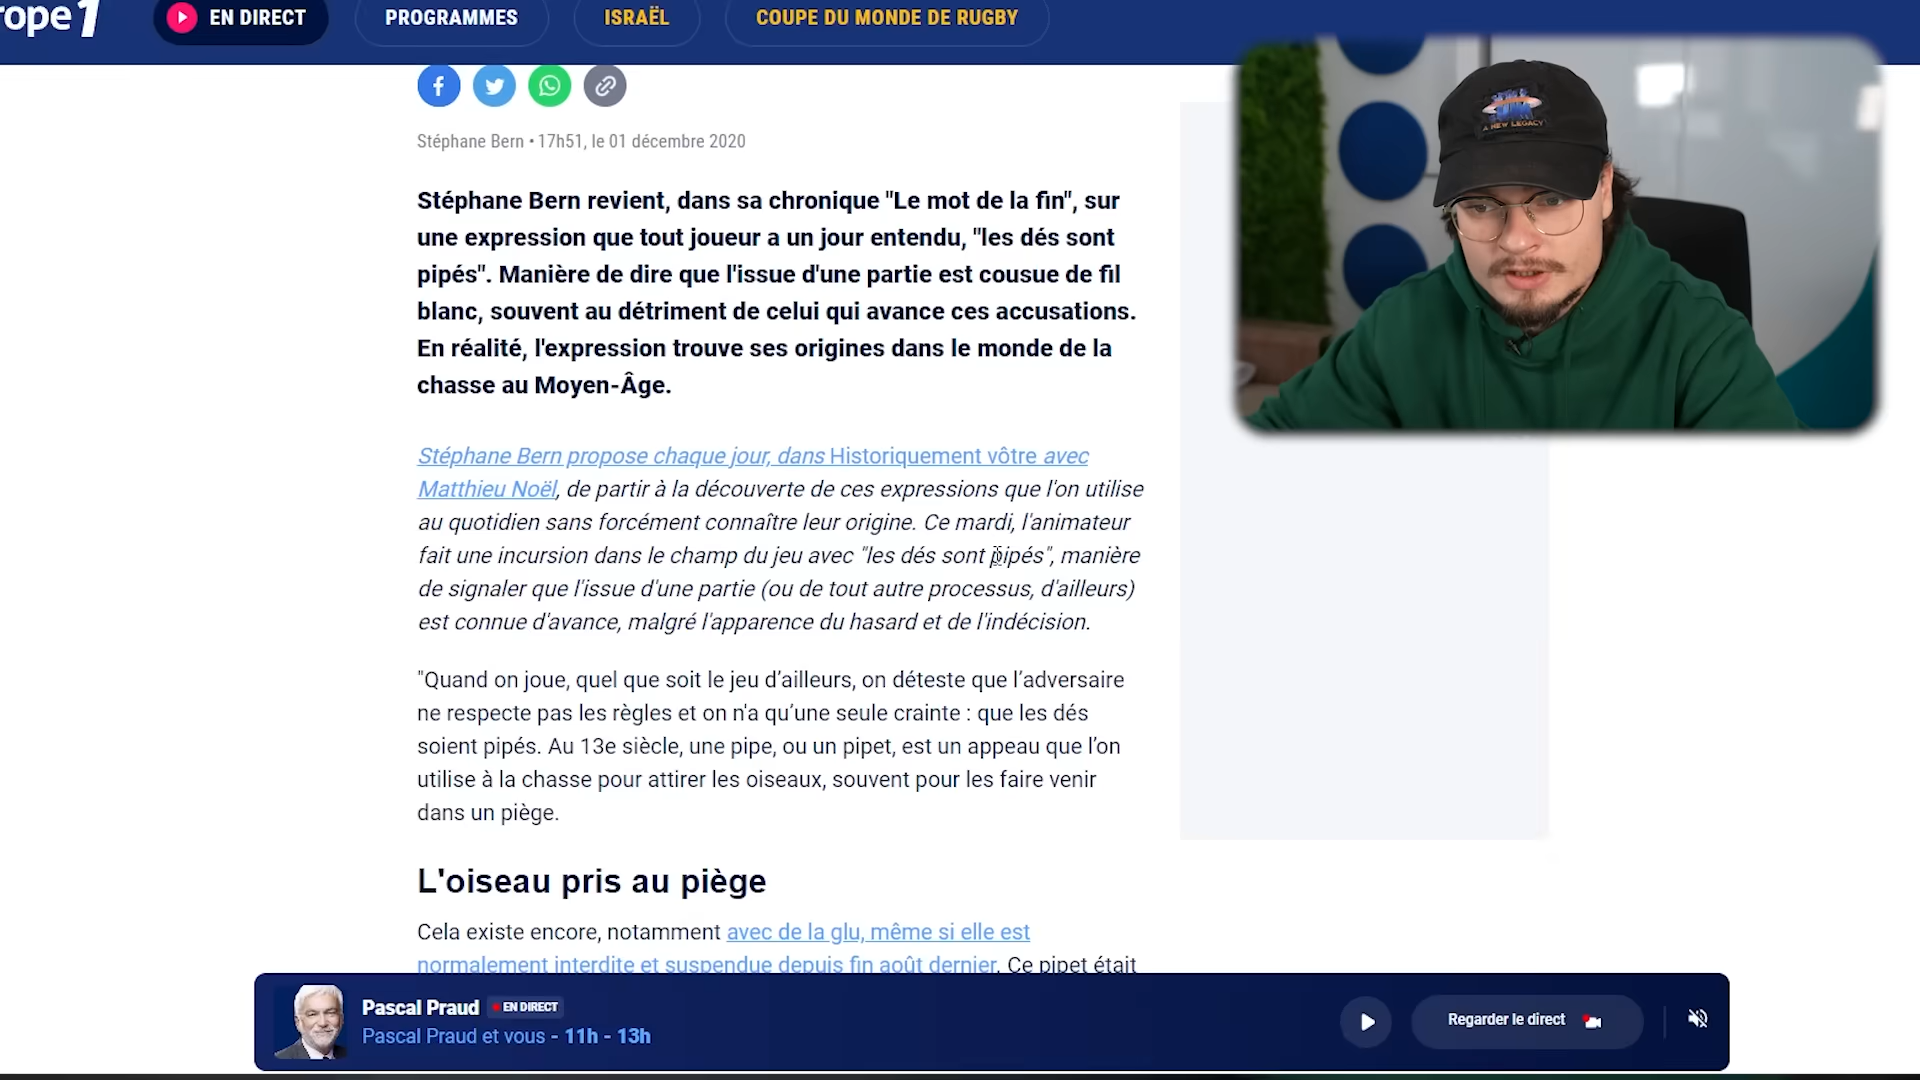 rope 1
EN DIRECT
PROGRAMMES
ISRAËL
COUPE DU MONDE DE RUGBY
A NEW LEGACY
Stéphane Bern • 17h51, le 01 décembre 2020
Stéphane Bern revient, dans sa chronique "Le mot de la fin", sur
une expression que tout joueur a un jour entendu, "les dés sont
pipés". Manière de dire que l'issue d'une partie est cousue de fil
blanc, souvent au détriment de celui qui avance ces accusations.
En réalité, l'expression trouve ses origines dans le monde de la
chasse au Moyen-Âge.
Stéphane Bern propose chaque jour, dans Historiquement vôtre avec
Matthieu Noël, de partir à la découverte de ces expressions que l'on utilise
au quotidien sans forcément connaître leur origine. Ce mardi, l'animateur
fait une incursion dans le champ du jeu avec "les dés sont pipés", manière
de signaler que l'issue d'une partie (ou de tout autre processus, d'ailleurs)
est connue d'avance, malgré l'apparence du hasard et de l'indécision.
"Quand on joue, quel que soit le jeu d’ailleurs, on déteste que l’adversaire
ne respecte pas les règles et on n'a qu’une seule crainte : que les dés
soient pipés. Au 13e siècle, une pipe, ou un pipet, est un appeau que l’on
utilise à la chasse pour attirer les oiseaux, souvent pour les faire venir
dans un piège.
L'oiseau pris au piège
Cela existe encore, notamment avec de la glu, même si elle est
normalement interdite et suspendue depuis fin août dernier. Ce pipet était
Pascal Praud EN DIRECT
Pascal Praud et vous - 11h - 13h
Regarder le direct